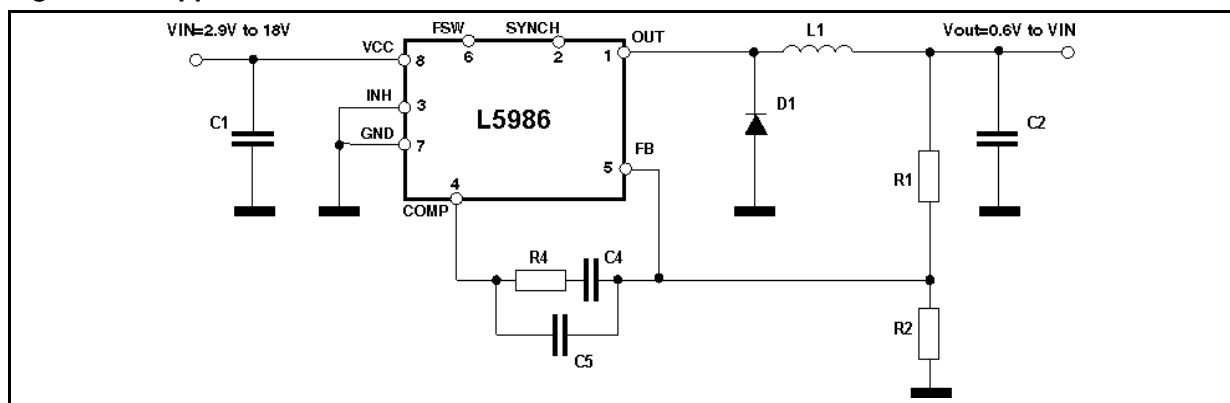 VIN=2.9V to 18V
FSW
SYNCH
OUT
L1
Vout=0.6V to VIN
VCC
6
2
8
1
INH
3
L5986
D1
C1
C2
GND
7
FB
5
R1
4
COMP
R4
C4
R2
C5